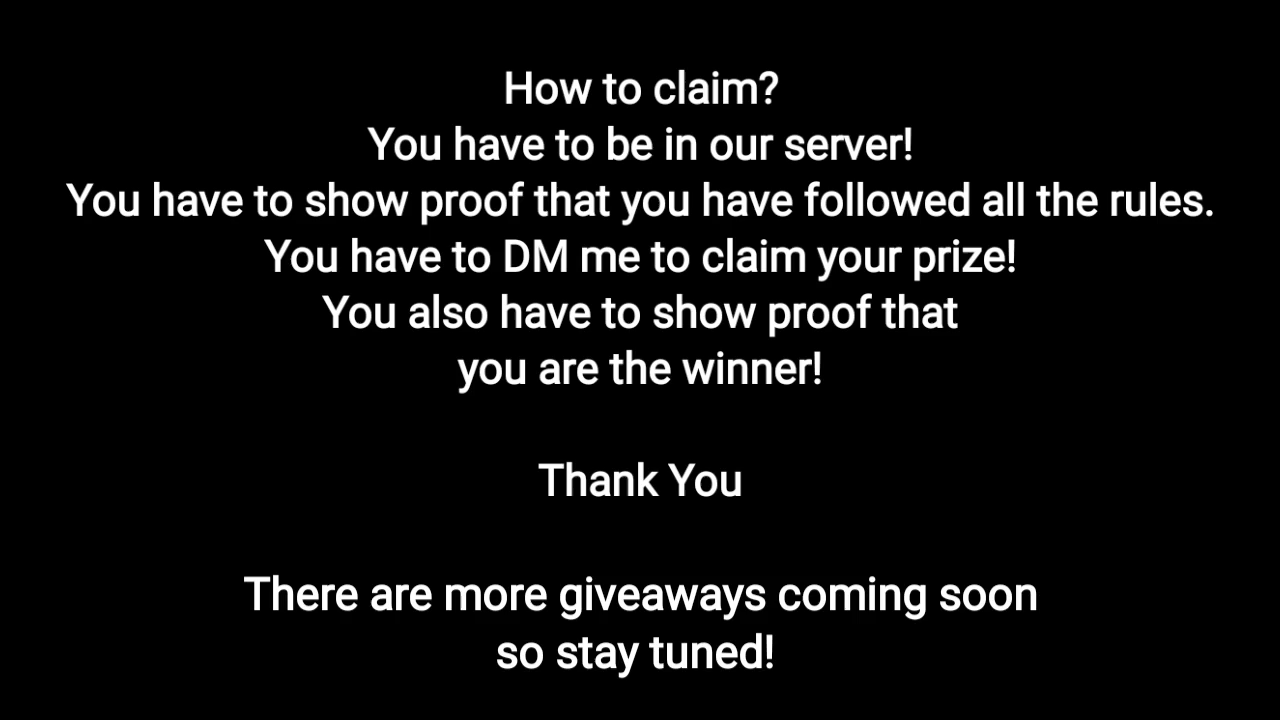 How to claim?
You have to be in our server!
You have to show proof that you have followed all the rules.
You have to DM me to claim your prize!
You also have to show proof that
you are the winner!
Thank You
There are more giveaways coming soon
so stay tuned!